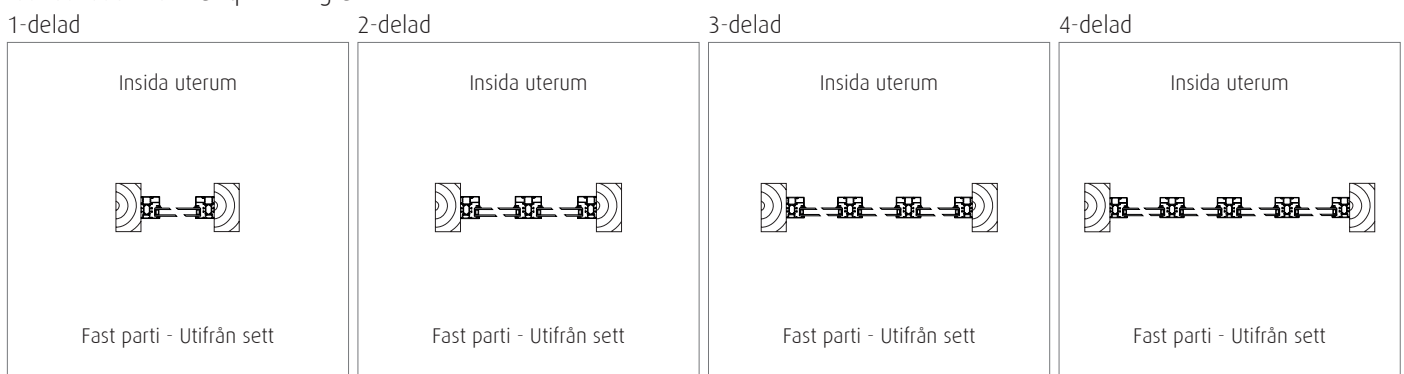 1-delad 2-delad 3-delad 4-delad
Insida uterum Insida uterum Insida uterum Insida uterum
Fast parti - Utifrån sett Fast parti - Utifrån sett Fast parti - Utifrån sett Fast parti - Utifrån sett